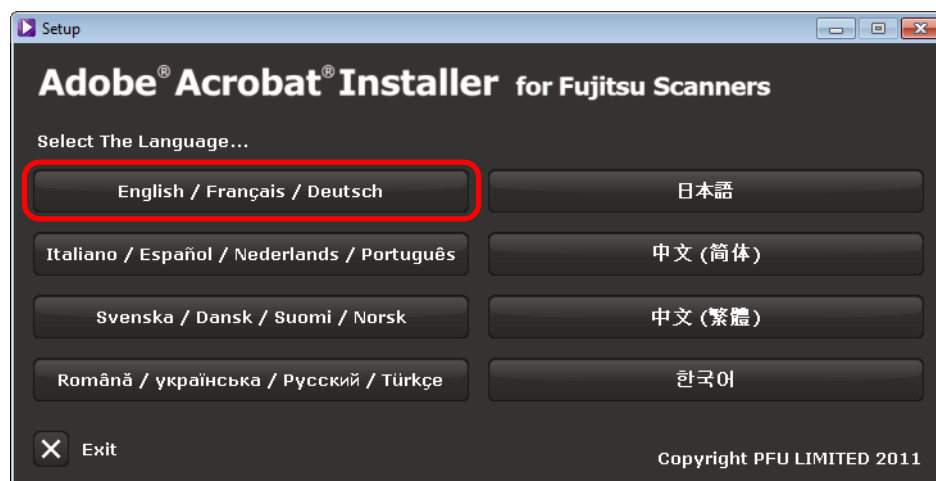 Setup
Adobe® Acrobat® Installer for Fujitsu Scanners
Select The Language...
English / Français / Deutsch
日本語
Italiano / Español / Nederlands / Português
中文 (简体)
Svenska / Dansk / Suomi / Norsk
中文 (繁體)
Română / українська / Русский / Türkçe
한국어
Exit
Copyright PFU LIMITED 2011